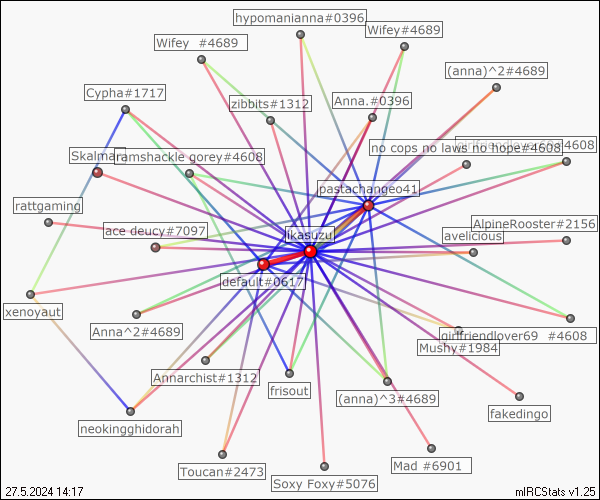 hypomanianna#0396
Wifey #4689
Wifey#4689
(anna)^2#4689
Cypha#1717
zibbits#1312
Anna.#0396
no cops no laws no hope#4608
#4608
Skalman
ramshackle gorey#4608
pastachangeo41
rattgaming
ace deucy#7097
likasuzu
AlpineRooster#2156
avelicious
default#0617
xenoyaut
Anna^2#4689
girlfriendlover69 #4608
Mushy#1984
Annarchist#1312
frisout
(anna)^3#4689
fakedingo
neokingghidorah
Toucan#2473
Soxy Foxy#5076
Mad #6901
27.5.2024 14:17
mIRCStats v1.25